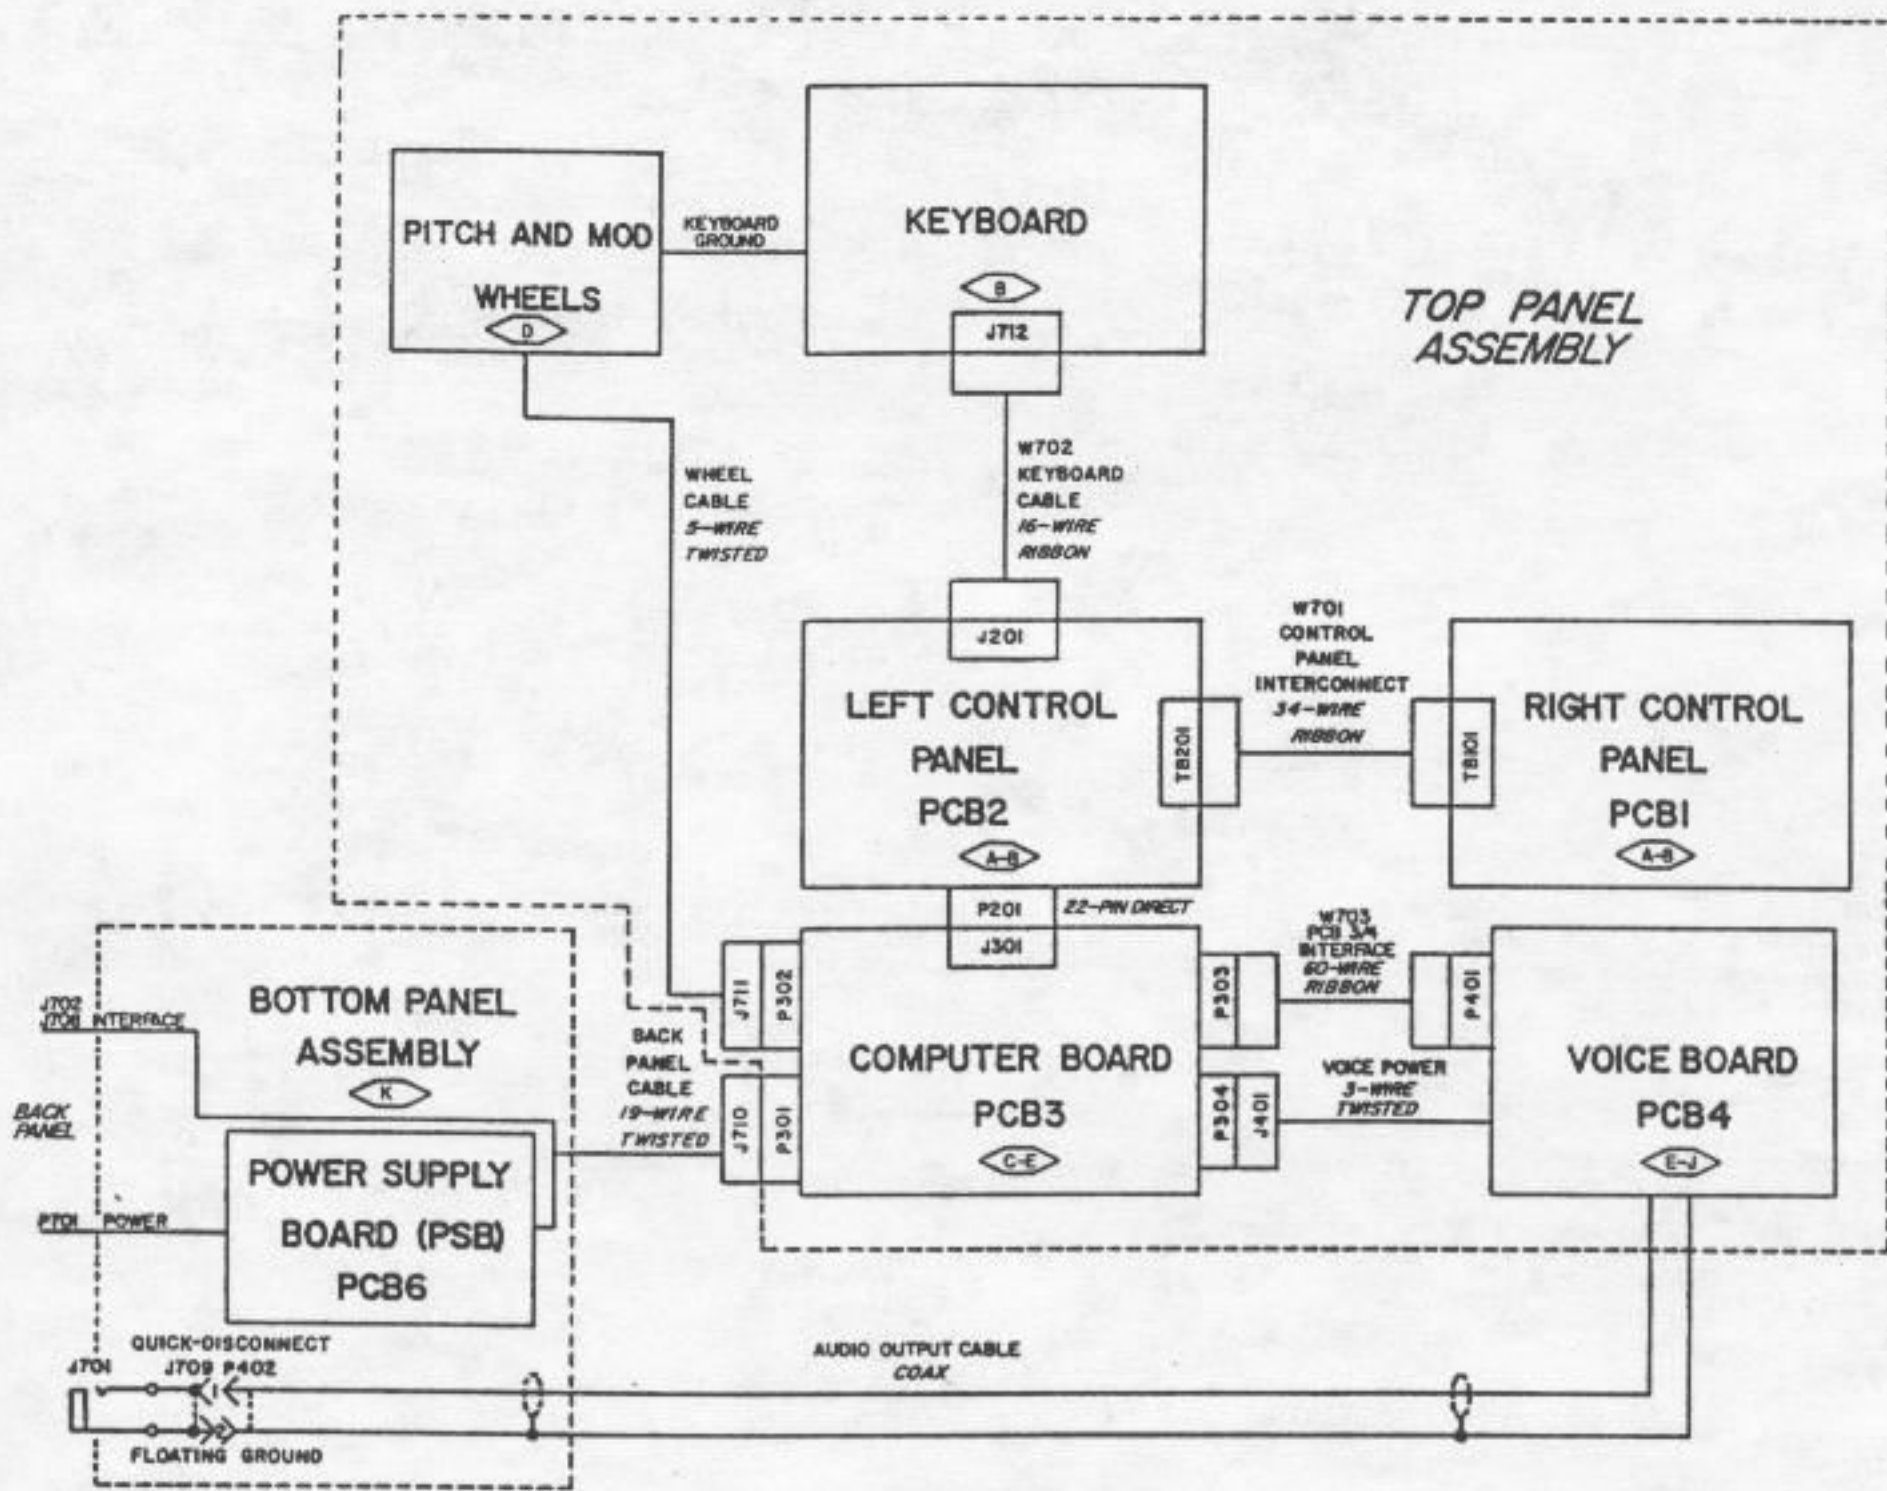 PITCH AND MOD
WHEELS
D
KEYBOARD
GROUND
KEYBOARD
B
J712
TOP PANEL
ASSEMBLY
WHEEL
CABLE
5-WIRE
TWISTED
W702
KEYBOARD
CABLE
16-WIRE
RIBBON
J201
LEFT CONTROL
PANEL
PCB2
A-B
TB201
W701
CONTROL
PANEL
INTERCONNECT
34-WIRE
RIBBON
TB101
RIGHT CONTROL
PANEL
PCB1
A-B
P201
22-PIN DIRECT
J301
J711
P302
COMPUTER BOARD
PCB3
C-E
P303
W703
PCB 3/4
INTERFACE
60-WIRE
RIBBON
P401
VOICE BOARD
PCB4
E-J
P304
J401
VOICE POWER
3-WIRE
TWISTED
BACK
PANEL
CABLE
19-WIRE
TWISTED
J710
P301
BOTTOM PANEL
ASSEMBLY
K
J702
J708 INTERFACE
BACK
PANEL
POWER SUPPLY
BOARD (PSB)
PCB6
P701 POWER
QUICK-DISCONNECT
J701 J709 P402
FLOATING GROUND
AUDIO OUTPUT CABLE
COAX